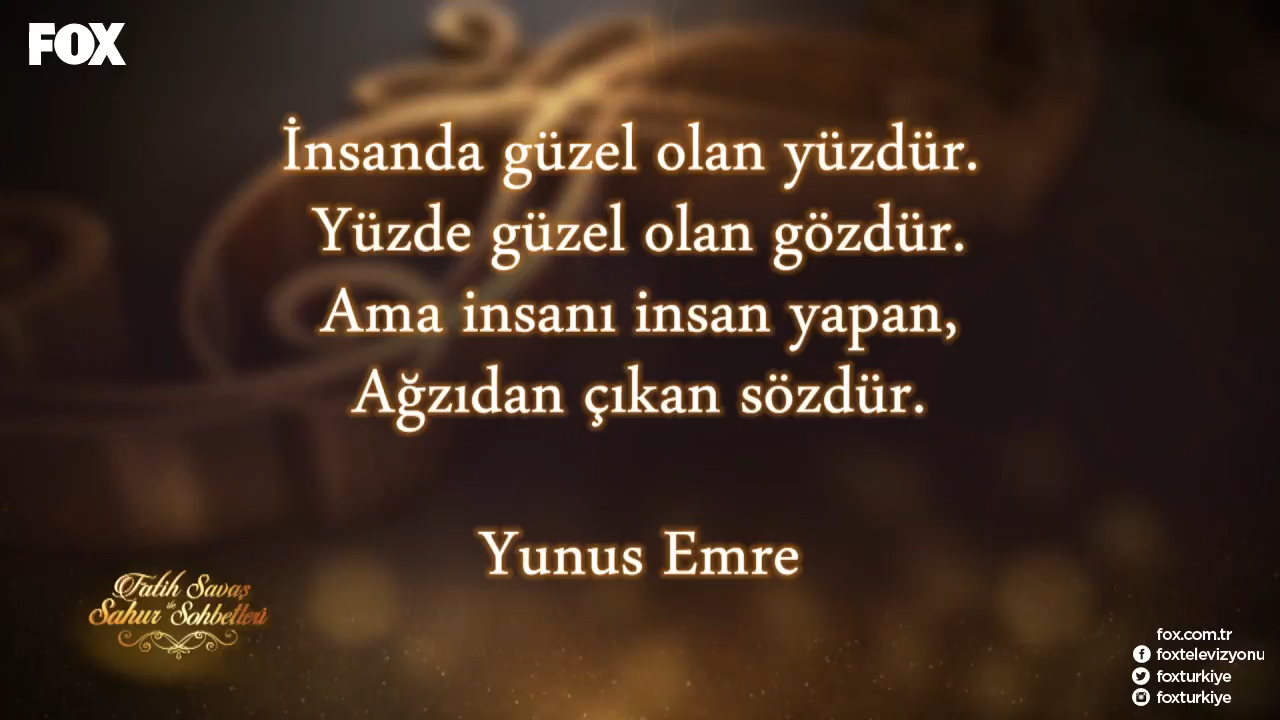 FOX
İnsanda güzel olan yüzdür.
Yüzde güzel olan gözdür.
Ama insanı insan yapan,
Ağzıdan çıkan sözdür.
Yunus Emre
Fatih Savaş
ile
Sahur Sohbetleri
fox.com.tr
foxtelevizyonu
foxturkiye
foxturkiye